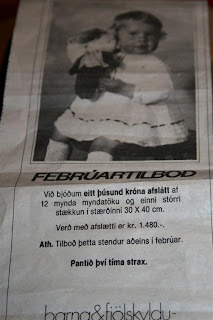 FEBRÚARTILBOÐ
Við bjóðum eitt þúsund króna afslátt af
12 mynda myndatöku og einni stórri
stækkun í stærðinni 30 X 40 cm.
Verð með afslætti er kr. 1.480.-.
Ath. Tilboð þetta stendur aðeins í febrúar.
Pantið því tíma strax.
barna&fjölskyldu-